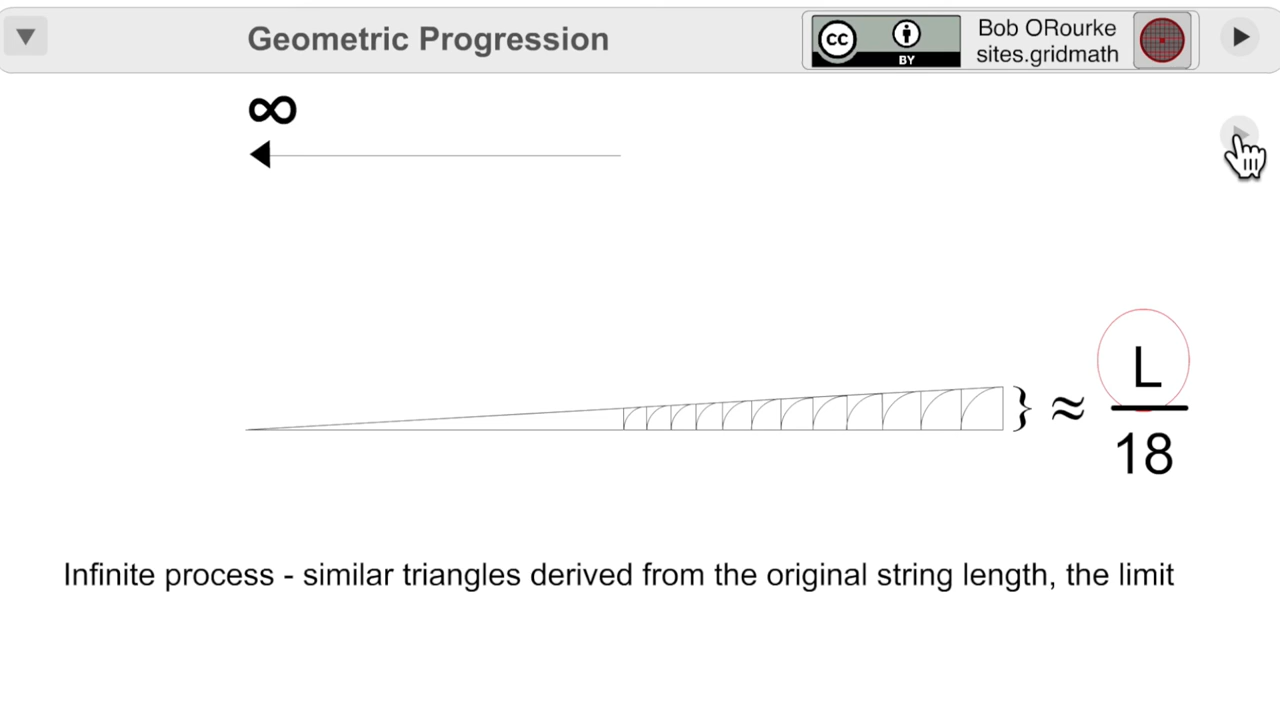 Geometric Progression
CC BY
Bob ORourke
sites.gridmath
∞
} ≈ L
18
Infinite process - similar triangles derived from the original string length, the limit